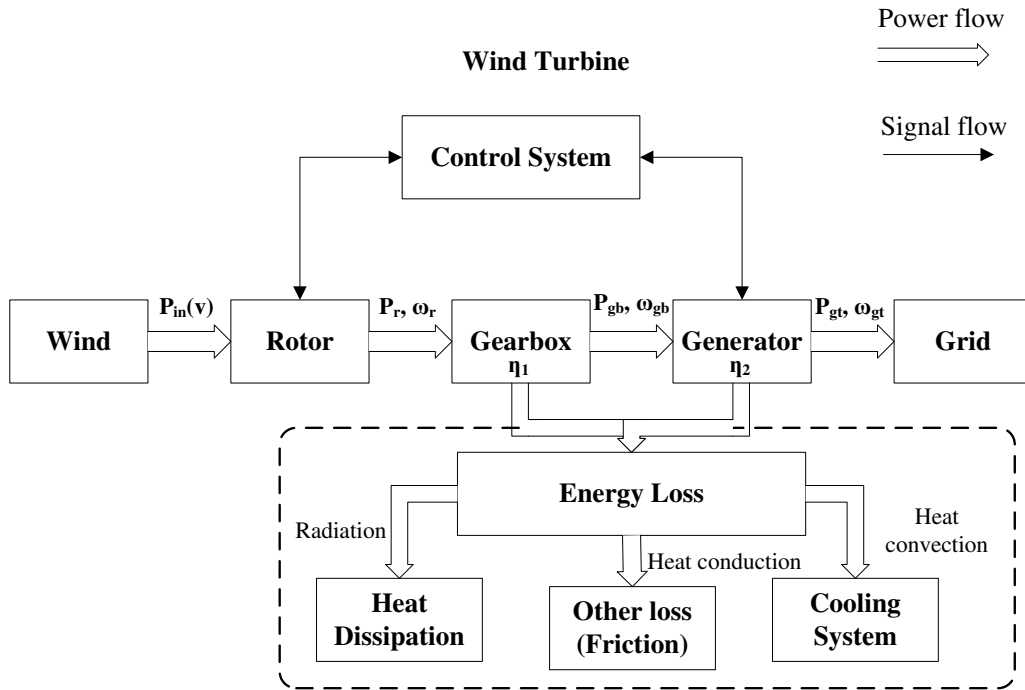 Power flow
Wind Turbine
Signal flow
Control System
P_in(v)
P_r, ω_r
P_gb, ω_gb
P_gt, ω_gt
Wind
Rotor
Gearbox
η_1
Generator
η_2
Grid
Energy Loss
Radiation
Heat conduction
Heat
convection
Heat
Dissipation
Other loss
(Friction)
Cooling
System